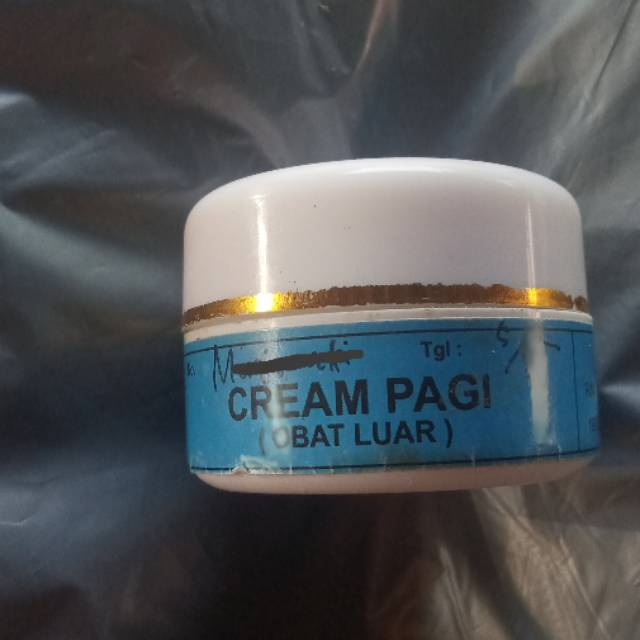 Tgl :
CREAM PAGI
( OBAT LUAR )